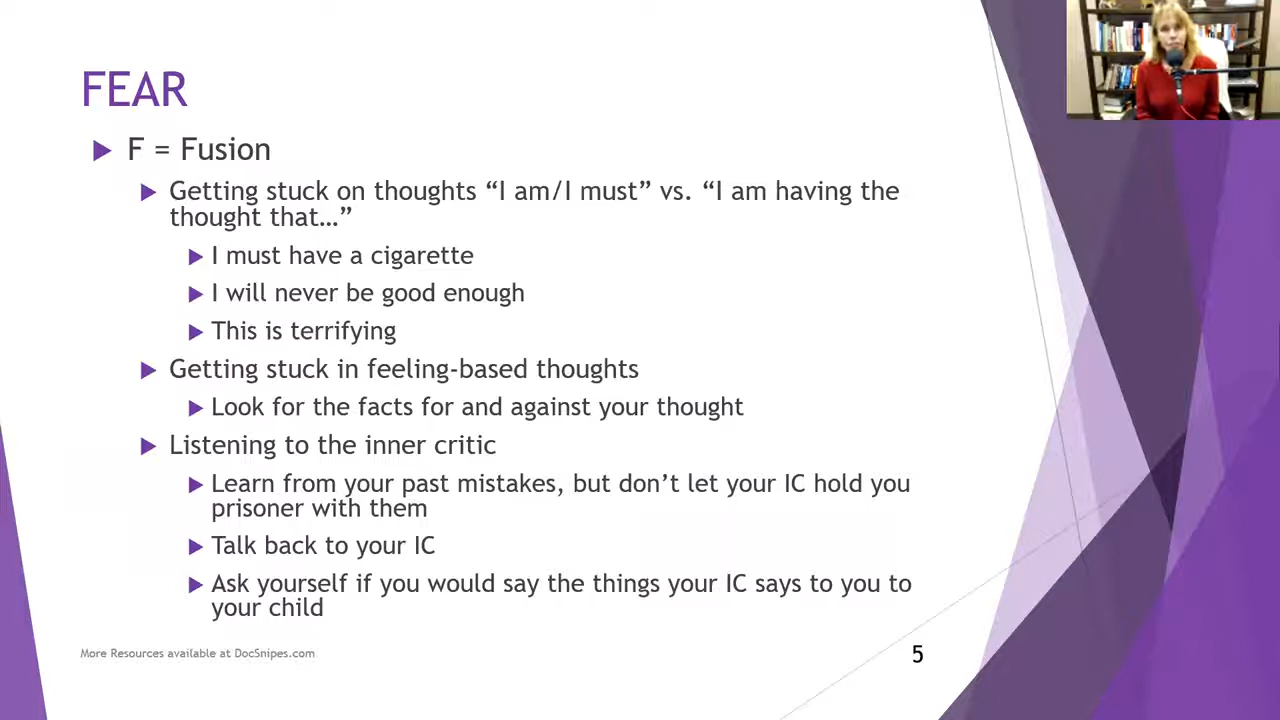 FEAR
F = Fusion
Getting stuck on thoughts “I am/I must” vs. “I am having the
thought that…”
I must have a cigarette
I will never be good enough
This is terrifying
Getting stuck in feeling-based thoughts
Look for the facts for and against your thought
Listening to the inner critic
Learn from your past mistakes, but don’t let your IC hold you
prisoner with them
Talk back to your IC
Ask yourself if you would say the things your IC says to you to
your child
More Resources available at DocSnipes.com
5